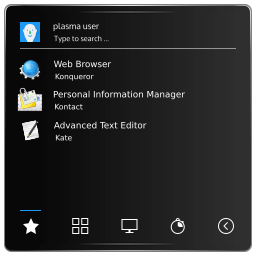 plasma user
Type to search ...
Web Browser
Konqueror
Personal Information Manager
Kontact
Advanced Text Editor
Kate